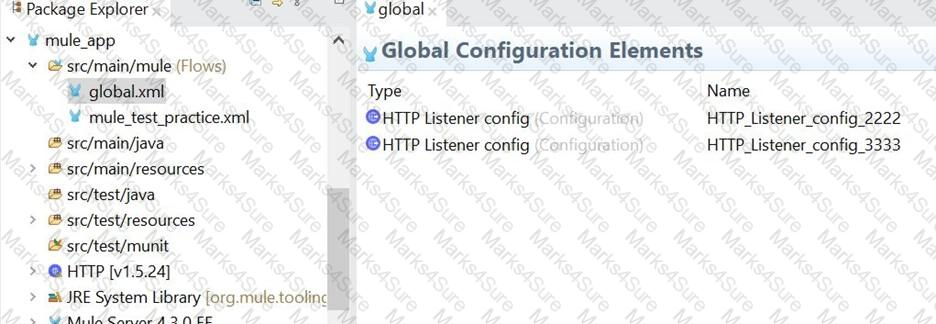 Package Explorer
mule_app
src/main/mule (Flows)
global.xml
mule_test_practice.xml
src/main/java
src/main/resources
src/test/java
src/test/resources
src/test/munit
HTTP [v1.5.24]
JRE System Library [org.mule.tooling
Mule Server 4.3.0 EE
global
Global Configuration Elements
Type Name
HTTP Listener config (Configuration) HTTP_Listener_config_2222
HTTP Listener config (Configuration) HTTP_Listener_config_3333
Marks4Sure